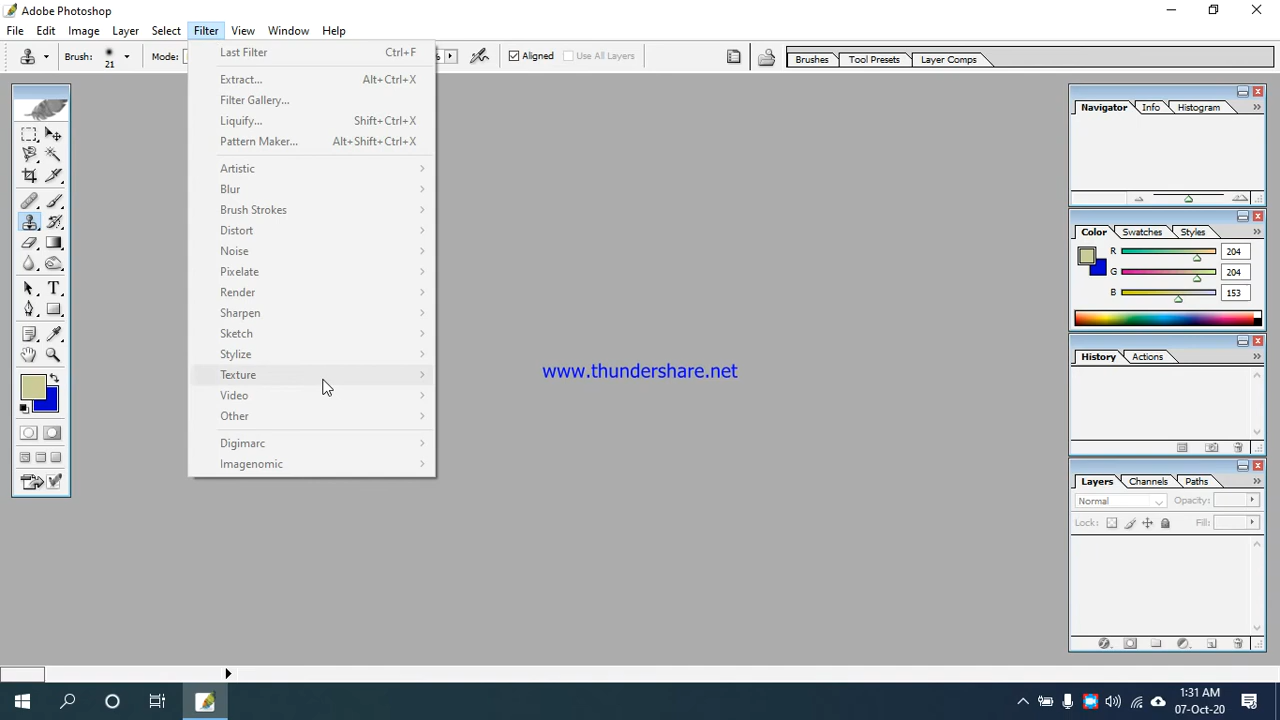 Adobe Photoshop
File Edit Image Layer Select Filter View Window Help
Brush: 21 Mode: % Aligned Use All Layers Brushes Tool Presets Layer Comps
Last Filter Ctrl+F
Extract... Alt+Ctrl+X
Filter Gallery...
Liquify... Shift+Ctrl+X
Pattern Maker... Alt+Shift+Ctrl+X
Artistic
Blur
Brush Strokes
Distort
Noise
Pixelate
Render
Sharpen
Sketch
Stylize
Texture
Video
Other
Digimarc
Imagenomic
www.thundershare.net
Navigator Info Histogram
Color Swatches Styles
R 204
G 204
B 153
History Actions
Layers Channels Paths
Normal Opacity:
Lock: Fill:
1:31 AM
07-Oct-20